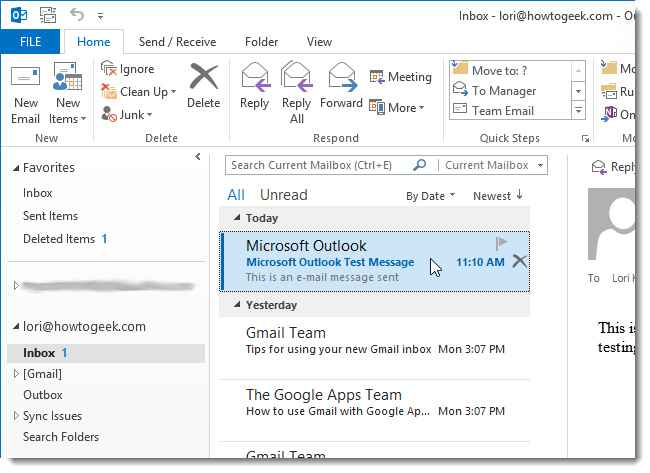 Inbox - lori@howtogeek.com - Ou
FILE Home Send / Receive Folder View
New Email
New Items
Ignore
Clean Up
Junk
Delete
Reply
Reply All
Forward
Meeting
More
Move to: ?
To Manager
Team Email
Mo
Ru
On
New Delete Respond Quick Steps
Favorites
Inbox
Sent Items
Deleted Items 1
lori@howtogeek.com
Inbox 1
[Gmail]
Outbox
Sync Issues
Search Folders
Search Current Mailbox (Ctrl+E) Current Mailbox
All Unread By Date Newest
Today
Microsoft Outlook
Microsoft Outlook Test Message 11:10 AM
This is an e-mail message sent
Yesterday
Gmail Team
Tips for using your new Gmail inbox Mon 3:07 PM
The Google Apps Team
How to use Gmail with Google Ap... Mon 3:07 PM
Gmail Team
Reply
To Lori K
This is
testing